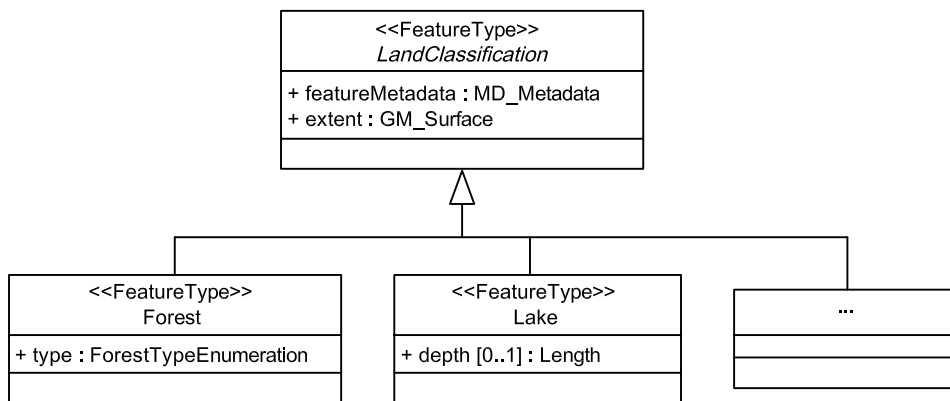 <<FeatureType>>
LandClassification
+ featureMetadata : MD_Metadata
+ extent : GM_Surface
<<FeatureType>>
Forest
+ type : ForestTypeEnumeration
<<FeatureType>>
Lake
+ depth [0..1] : Length
...